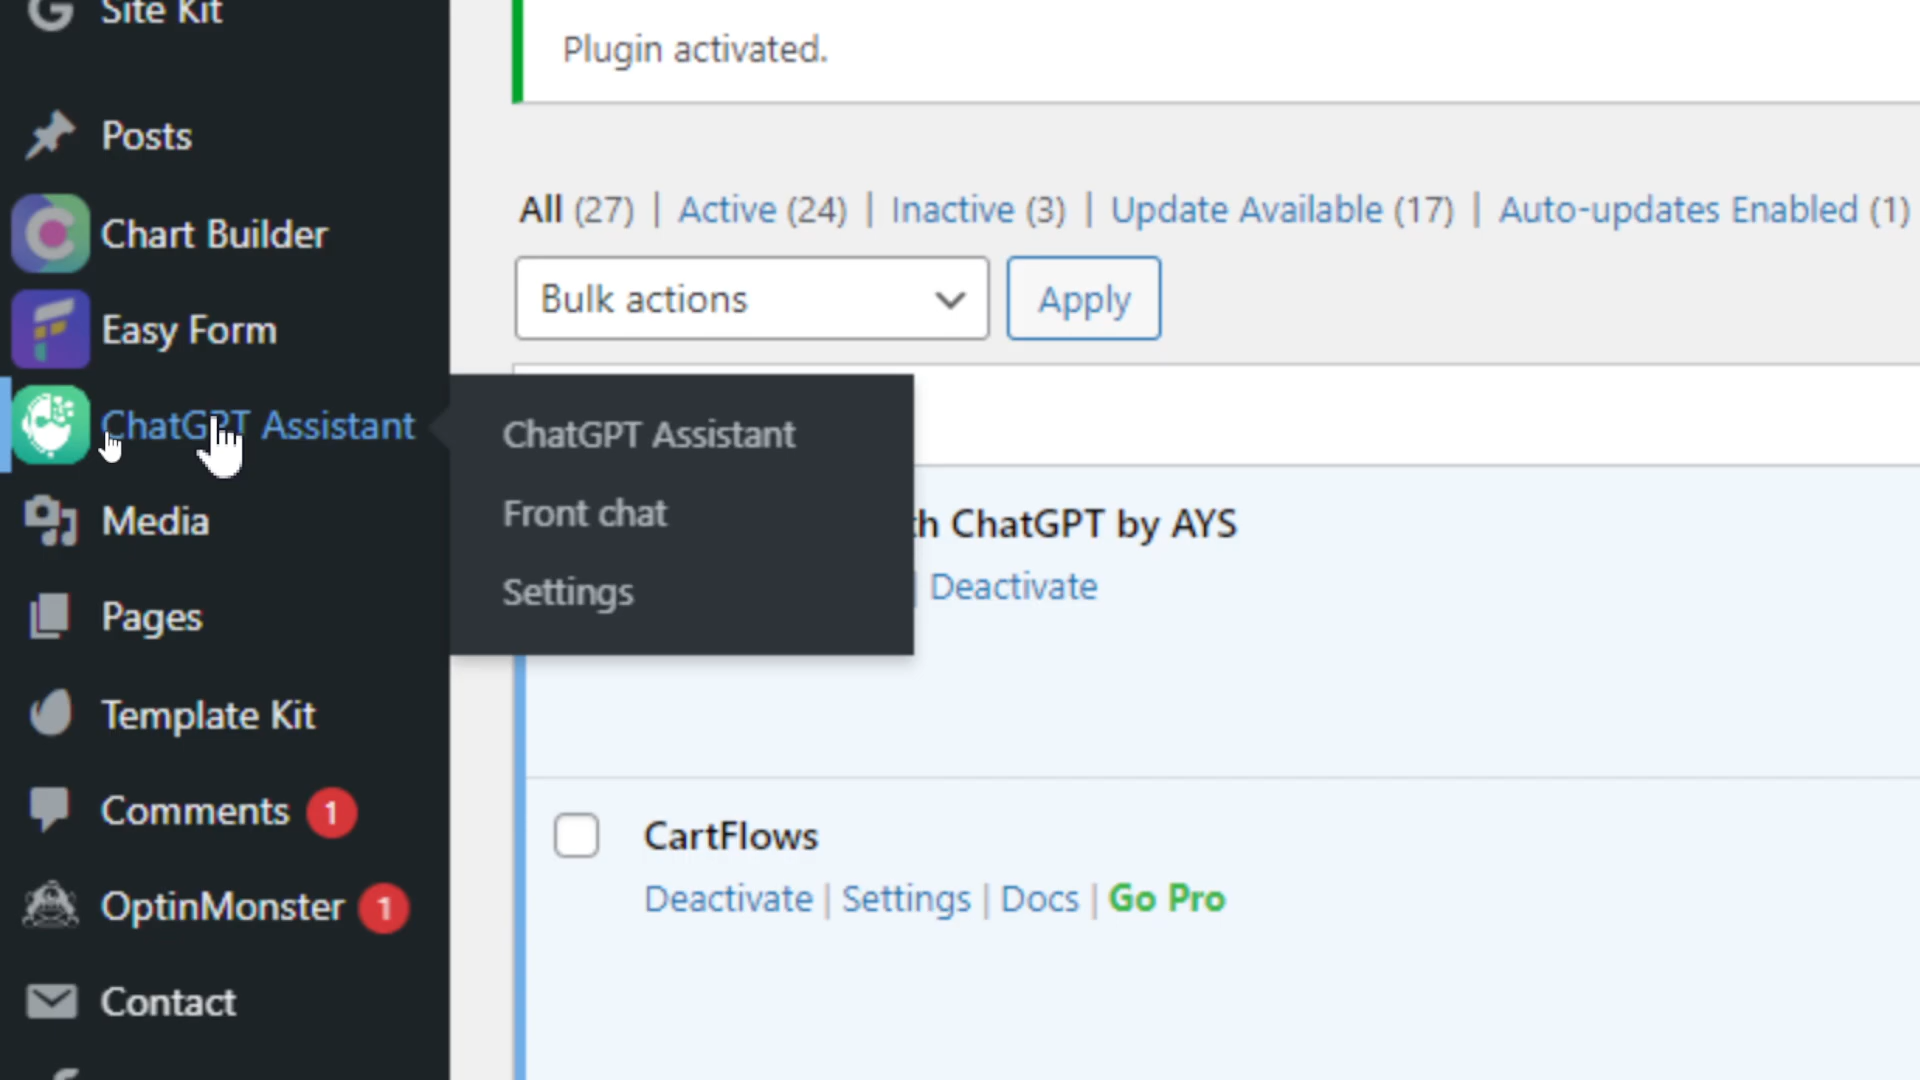 Site Kit
Posts
Chart Builder
Easy Form
ChatGPT Assistant
Media
Pages
Template Kit
Comments 1
OptinMonster 1
Contact
ChatGPT Assistant
Front chat
Settings
Plugin activated.
All (27) | Active (24) | Inactive (3) | Update Available (17) | Auto-updates Enabled (1)
Bulk actions
Apply
ChatGPT by AYS
| Deactivate
CartFlows
Deactivate | Settings | Docs | Go Pro